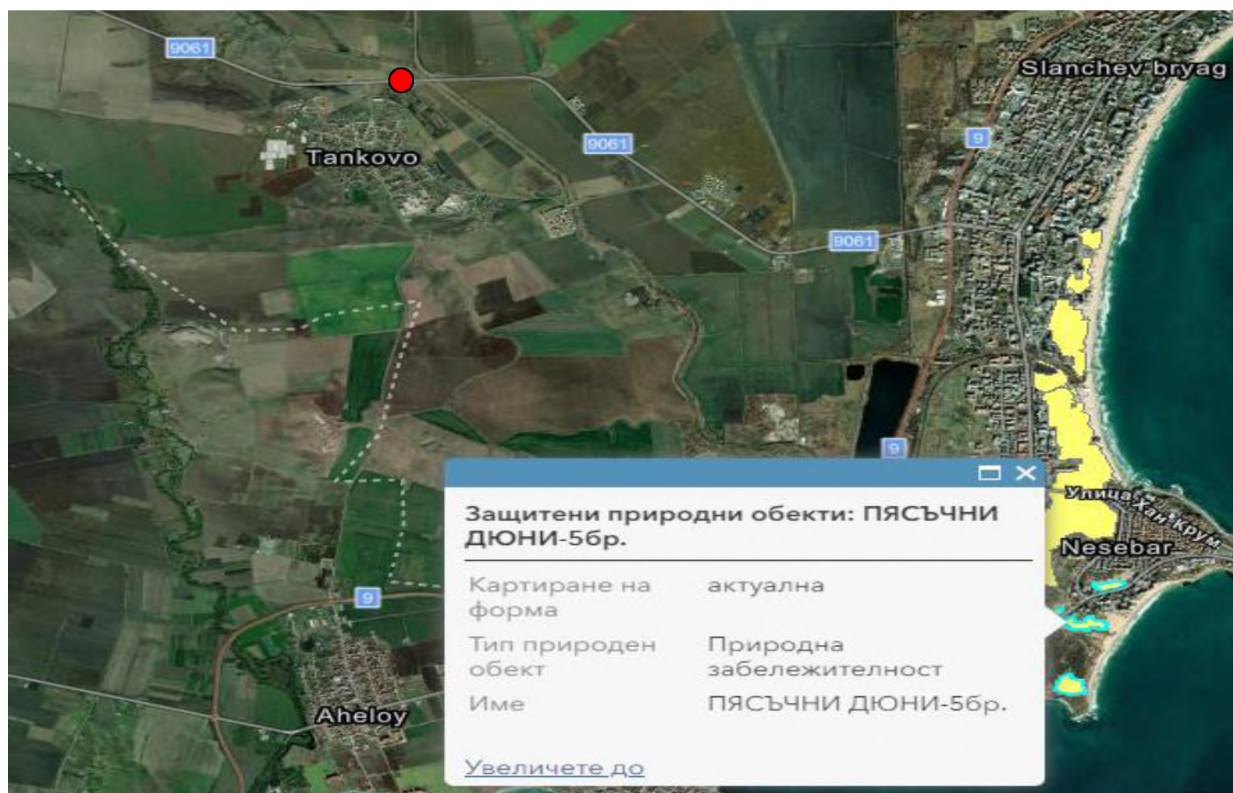 9061
Slanchev bryag
9
9061
Tankovo
9061
9
Улица "Хан Крум"
Nesebar
9
Aheloy
Защитени природни обекти: ПЯСЪЧНИ
ДЮНИ-5бр.
Картиране на
форма
актуална
Тип природен
обект
Природна
забележителност
Име
ПЯСЪЧНИ ДЮНИ-5бр.
Увеличете до